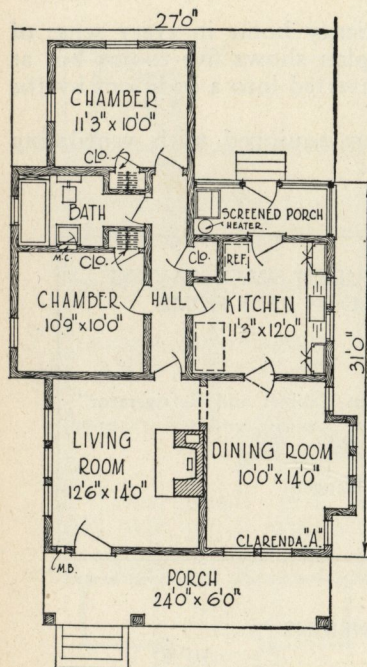 27'0"
CHAMBER
11'3" x 10'0"
CLO.
BATH
SCREENED PORCH
HEATER.
M.C.
CLO.
CLO.
REF.
CHAMBER
10'9" x 10'0"
HALL
KITCHEN
11'3" x 12'0"
31'0"
LIVING
ROOM
12'6" x 14'0"
DINING ROOM
10'0" x 14'0"
CLARENDA "A"
M.B.
PORCH
24'0" x 6'0"